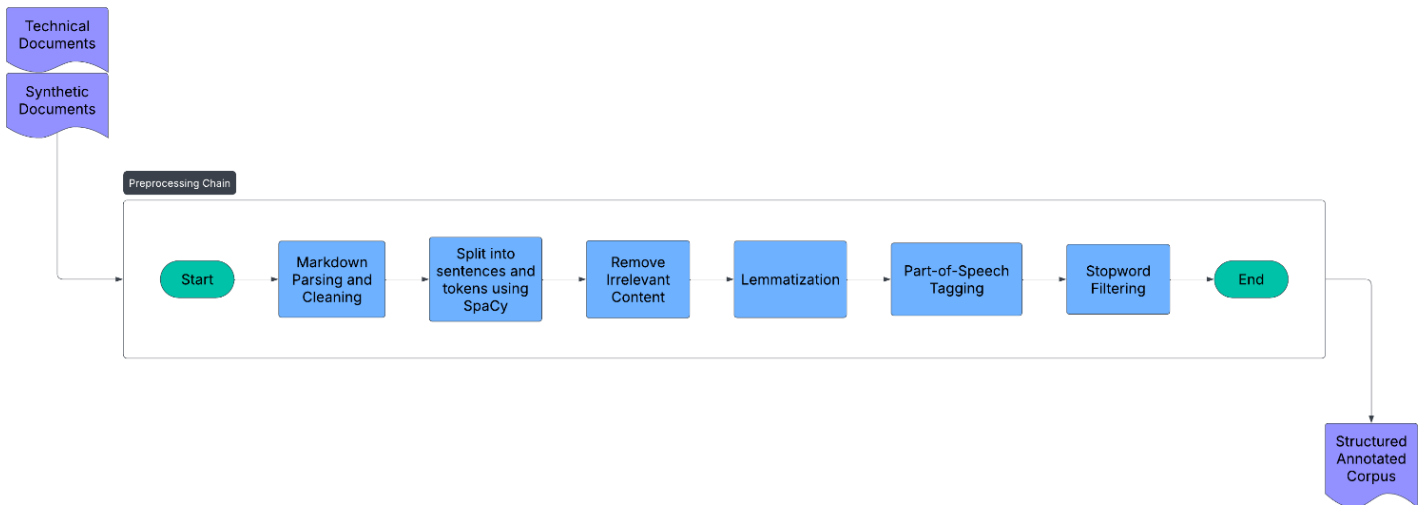 Technical
Documents
Synthetic
Documents
Preprocessing Chain
Start
Markdown
Parsing and
Cleaning
Split into
sentences and
tokens using
SpaCy
Remove
Irrelevant
Content
Lemmatization
Part-of-Speech
Tagging
Stopword
Filtering
End
Structured
Annotated
Corpus